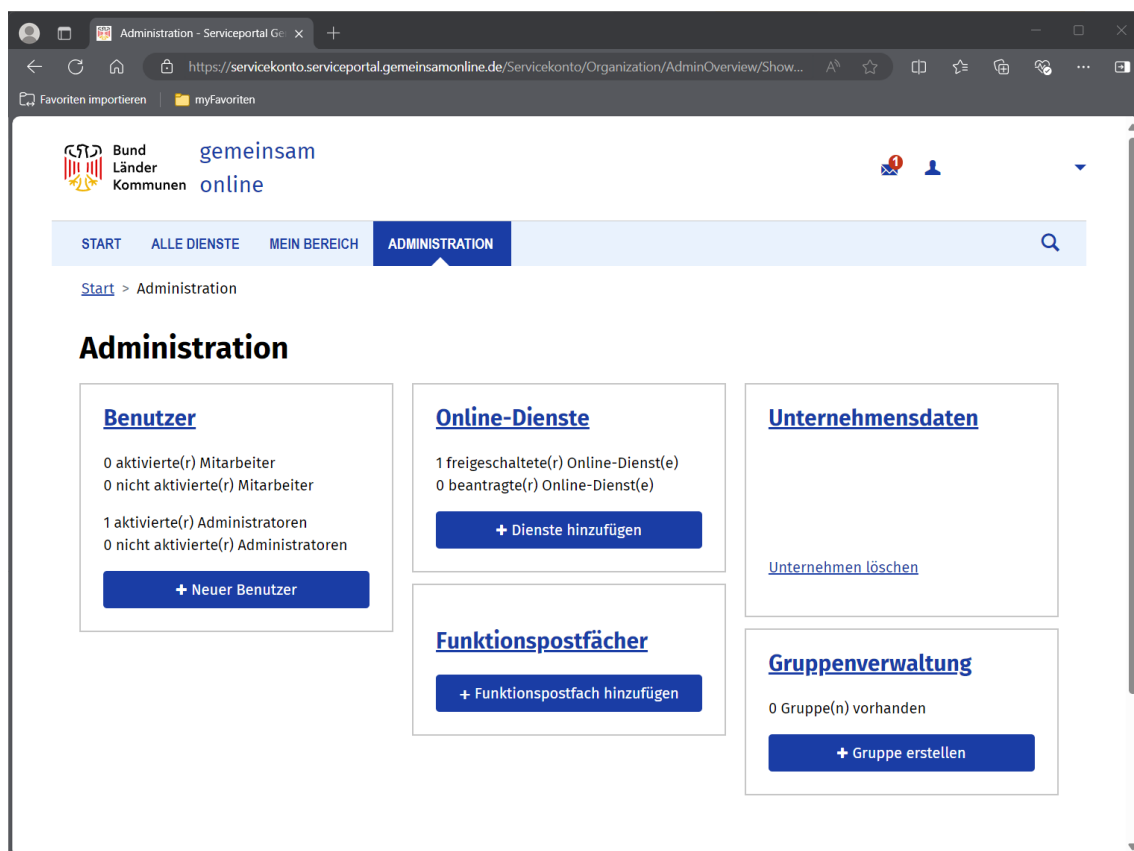 Administration - Serviceportal Ge
https://servicekonto.serviceportal.gemeinsamonline.de/Servicekonto/Organization/AdminOverview/Show...
Favoriten importieren
myFavoriten
Bund
Länder
Kommunen
gemeinsam
online
1
START ALLE DIENSTE MEIN BEREICH ADMINISTRATION
Start > Administration
Administration
Benutzer
0 aktivierte(r) Mitarbeiter
0 nicht aktivierte(r) Mitarbeiter
1 aktivierte(r) Administratoren
0 nicht aktivierte(r) Administratoren
+ Neuer Benutzer
Online-Dienste
1 freigeschaltete(r) Online-Dienst(e)
0 beantragte(r) Online-Dienst(e)
+ Dienste hinzufügen
Funktionspostfächer
+ Funktionspostfach hinzufügen
Unternehmensdaten
Unternehmen löschen
Gruppenverwaltung
0 Gruppe(n) vorhanden
+ Gruppe erstellen